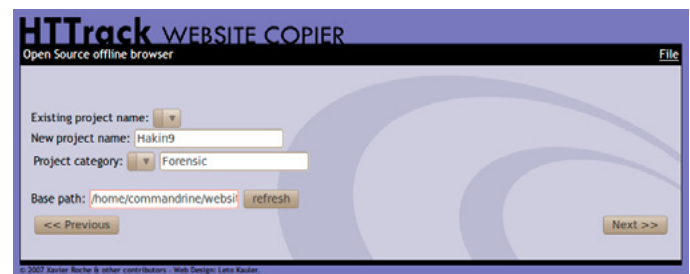 HTTrack WEBSITE COPIER
Open Source offline browser File
Existing project name:
New project name: Hakin9
Project category: Forensic
Base path: /home/commandrine/websit refresh
<< Previous Next >>
© 2007 Xavier Roche & other contributors - Web Design: Leto Kauler.